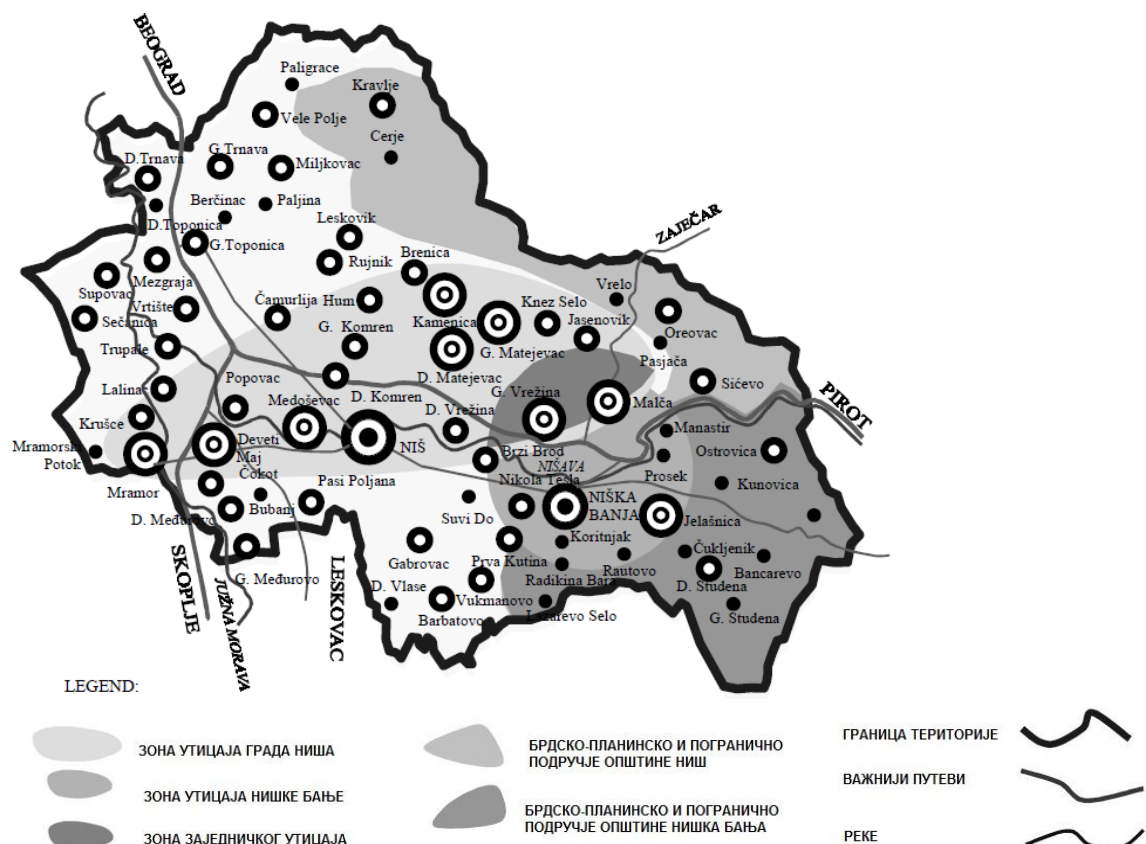 BEOGRAD
Paligrace
Kravlje
Vele Polje
Cerje
G.Trnava
D.Trnava
Miljkovac
Berčinac
Paljina
D.Toponica
Leskovik
G.Toponica
ZAJEČAR
Brenica
Rujnik
Mezgraja
Supovac
Vrelo
Čamurlija
Hum
Knez Selo
Vrtište
Sečanica
Kamenica
Jasenovik
Oreovac
G. Komren
Trupale
G. Matejevac
Pasjača
D. Matejevac
Popovac
Sićevo
Lalinac
G. Vrežina
PIROT
Medoševac
D. Komren
Malča
D. Vrežina
Krušce
Manastir
Deveti
Maj
NIŠ
Mramorski
Potok
Brzi Brod
Ostrovica
NIŠAVA
Čokot
Prosek
Nikola Tesla
Pasi Poljana
Kunovica
Mramor
NIŠKA
BANJA
Bubanj
Suvi Do
D. Međurovo
Jelašnica
Koritnjak
Čukljenik
SKOPLJE
LESKOVAC
Gabrovac
Prva Kutina
Rautovo
Bancarevo
G. Međurovo
Radikina Bara
D. Vlase
D. Studena
JUŽNA MORAVA
Vukmanovo
Lazarevo Selo
Barbatovo
G. Studena
LEGEND:
ЗОНА УТИЦАЈА ГРАДА НИША
ЗОНА УТИЦАЈА НИШКЕ БАЊЕ
ЗОНА ЗАЈЕДНИЧКОГ УТИЦАЈА
БРДСКО-ПЛАНИНСКО И ПОГРАНИЧНО
ПОДРУЧЈЕ ОПШТИНЕ НИШ
БРДСКО-ПЛАНИНСКО И ПОГРАНИЧНО
ПОДРУЧЈЕ ОПШТИНЕ НИШКА БАЊА
ГРАНИЦА ТЕРИТОРИЈЕ
ВАЖНИЈИ ПУТЕВИ
РЕКЕ